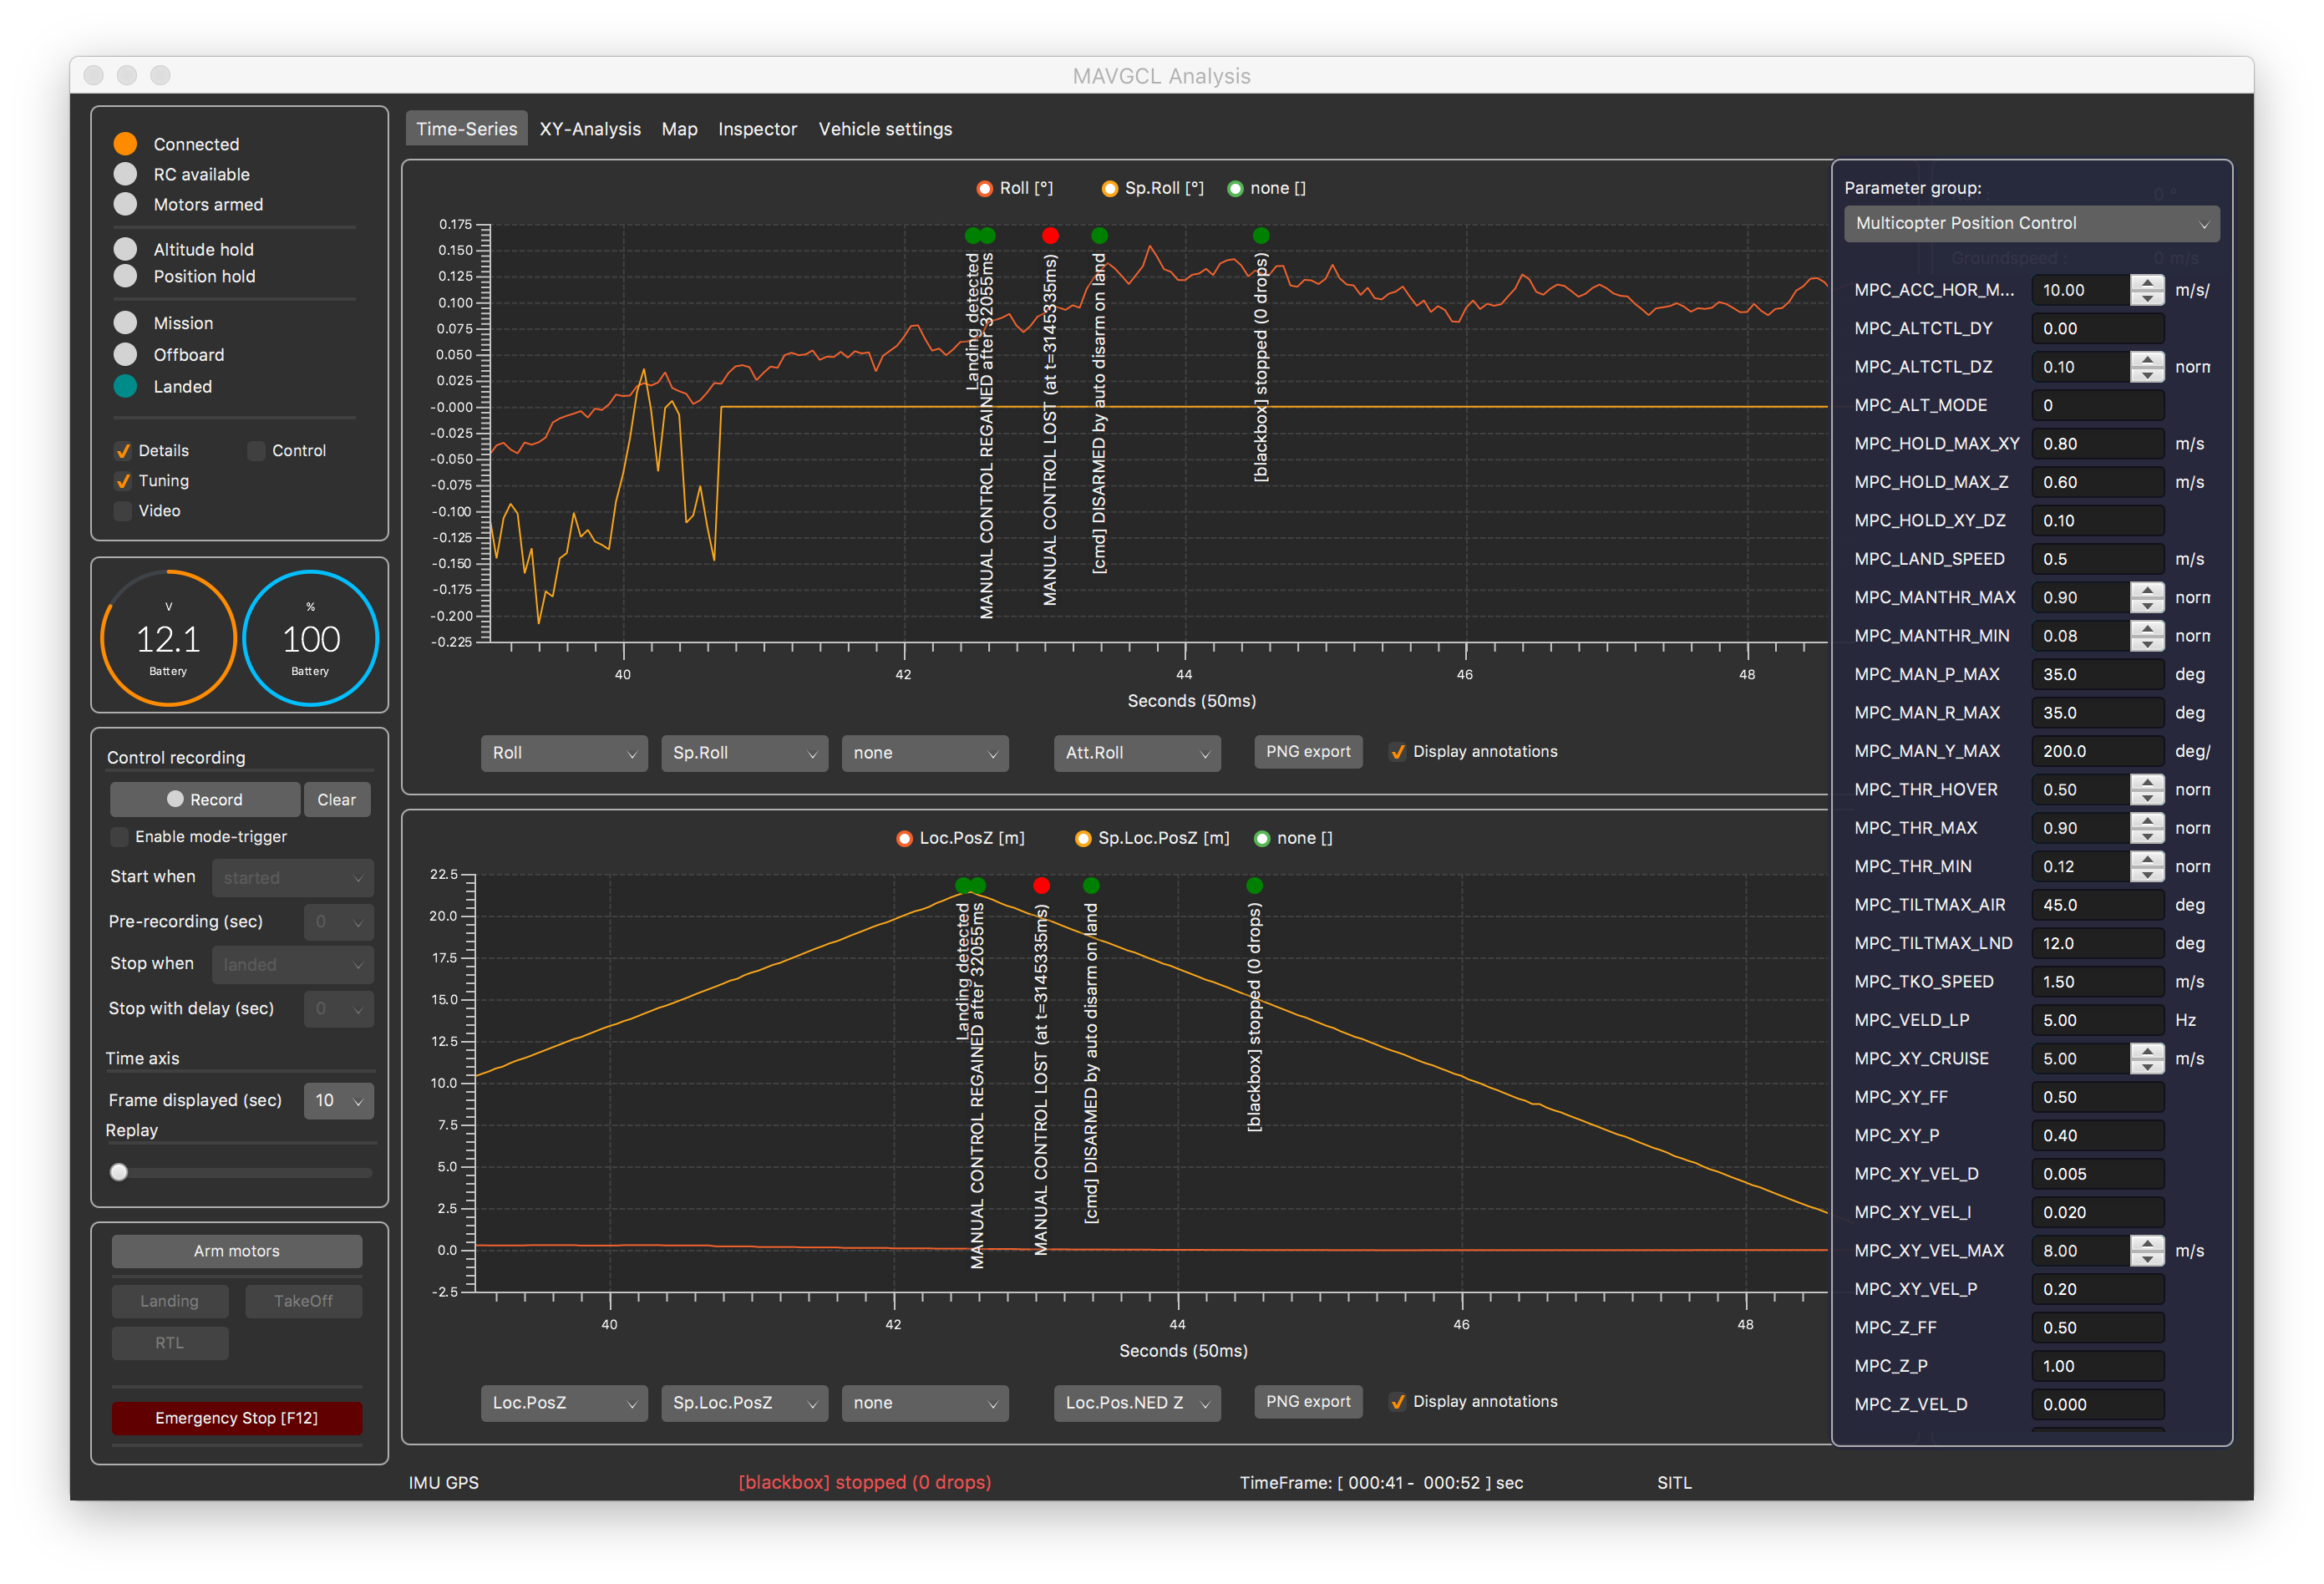 MAVGCL Analysis
Connected
RC available
Motors armed
Altitude hold
Position hold
Mission
Offboard
Landed
Details
Control
Tuning
Video
V
12.1
Battery
%
100
Battery
Control recording
Record
Clear
Enable mode-trigger
Start when
started
Pre-recording (sec)
0
Stop when
landed
Stop with delay (sec)
0
Time axis
Frame displayed (sec)
10
Replay
Arm motors
Landing
TakeOff
RTL
Emergency Stop [F12]
Time-Series
XY-Analysis
Map
Inspector
Vehicle settings
Roll [°]
Sp.Roll [°]
none []
0.175
0.150
0.125
0.100
0.075
0.050
0.025
-0.000
-0.025
-0.050
-0.075
-0.100
-0.125
-0.150
-0.175
-0.200
-0.225
Landing detected
MANUAL CONTROL REGAINED after 32055ms
MANUAL CONTROL LOST (at t=3145335ms)
[cmd] DISARMED by auto disarm on land
[blackbox] stopped (0 drops)
40
42
44
46
48
Seconds (50ms)
Roll
Sp.Roll
none
Att.Roll
PNG export
Display annotations
Loc.PosZ [m]
Sp.Loc.PosZ [m]
none []
22.5
20.0
17.5
15.0
12.5
10.0
7.5
5.0
2.5
0.0
-2.5
Landing detected
MANUAL CONTROL REGAINED after 32055ms
MANUAL CONTROL LOST (at t=3145335ms)
[cmd] DISARMED by auto disarm on land
[blackbox] stopped (0 drops)
40
42
44
46
48
Seconds (50ms)
Loc.PosZ
Sp.Loc.PosZ
none
Loc.Pos.NED Z
PNG export
Display annotations
Parameter group:
0 °
Multicopter Position Control
Groundspeed :
0 m/s
MPC_ACC_HOR_M... 10.00 m/s/
MPC_ALTCTL_DY 0.00
MPC_ALTCTL_DZ 0.10 norm
MPC_ALT_MODE 0
MPC_HOLD_MAX_XY 0.80 m/s
MPC_HOLD_MAX_Z 0.60 m/s
MPC_HOLD_XY_DZ 0.10
MPC_LAND_SPEED 0.5 m/s
MPC_MANTHR_MAX 0.90 norm
MPC_MANTHR_MIN 0.08 norm
MPC_MAN_P_MAX 35.0 deg
MPC_MAN_R_MAX 35.0 deg
MPC_MAN_Y_MAX 200.0 deg/
MPC_THR_HOVER 0.50 norm
MPC_THR_MAX 0.90 norm
MPC_THR_MIN 0.12 norm
MPC_TILTMAX_AIR 45.0 deg
MPC_TILTMAX_LND 12.0 deg
MPC_TKO_SPEED 1.50 m/s
MPC_VELD_LP 5.00 Hz
MPC_XY_CRUISE 5.00 m/s
MPC_XY_FF 0.50
MPC_XY_P 0.40
MPC_XY_VEL_D 0.005
MPC_XY_VEL_I 0.020
MPC_XY_VEL_MAX 8.00 m/s
MPC_XY_VEL_P 0.20
MPC_Z_FF 0.50
MPC_Z_P 1.00
MPC_Z_VEL_D 0.000
IMU GPS
[blackbox] stopped (0 drops)
TimeFrame: [ 000:41 - 000:52 ] sec
SITL